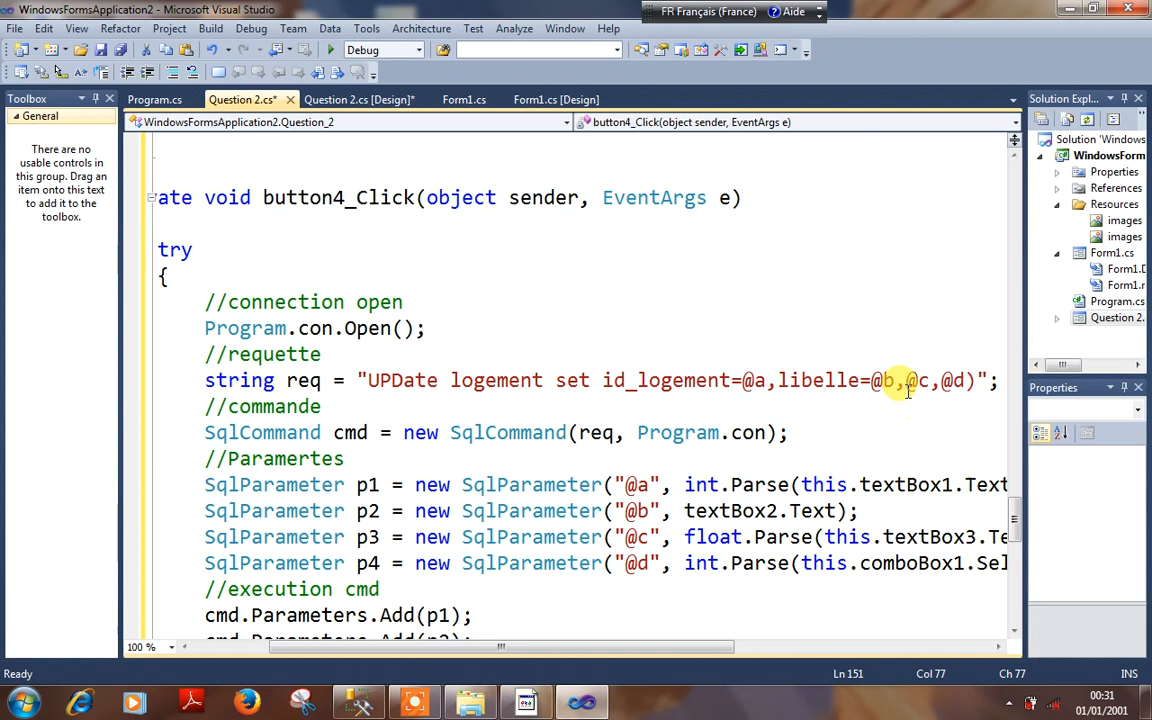 WindowsFormsApplication2 - Microsoft Visual Studio
FR Français (France) Aide
File Edit View Refactor Project Build Debug Team Data Tools Architecture Test Analyze Window Help
Debug
Toolbox
General
There are no
usable controls in
this group. Drag an
item onto this text
to add it to the
toolbox.
Program.cs Question 2.cs* Question 2.cs [Design]* Form1.cs Form1.cs [Design]
WindowsFormsApplication2.Question_2 button4_Click(object sender, EventArgs e)
ate void button4_Click(object sender, EventArgs e)
try
{
//connection open
Program.con.Open();
//requette
string req = "UPDate logement set id_logement=@a,libelle=@b,@c,@d)";
//commande
SqlCommand cmd = new SqlCommand(req, Program.con);
//Paramertes
SqlParameter p1 = new SqlParameter("@a", int.Parse(this.textBox1.Text
SqlParameter p2 = new SqlParameter("@b", textBox2.Text);
SqlParameter p3 = new SqlParameter("@c", float.Parse(this.textBox3.Te
SqlParameter p4 = new SqlParameter("@d", int.Parse(this.comboBox1.Sel
//execution cmd
cmd.Parameters.Add(p1);
cmd.Parameters.Add(p2);
100 %
Solution Expl...
Solution 'Windows
WindowsForm
Properties
References
Resources
images
images
Form1.cs
Form1.D
Form1.r
Program.cs
Question 2.
Properties
Ready Ln 151 Col 77 Ch 77 INS
00:31
01/01/2001